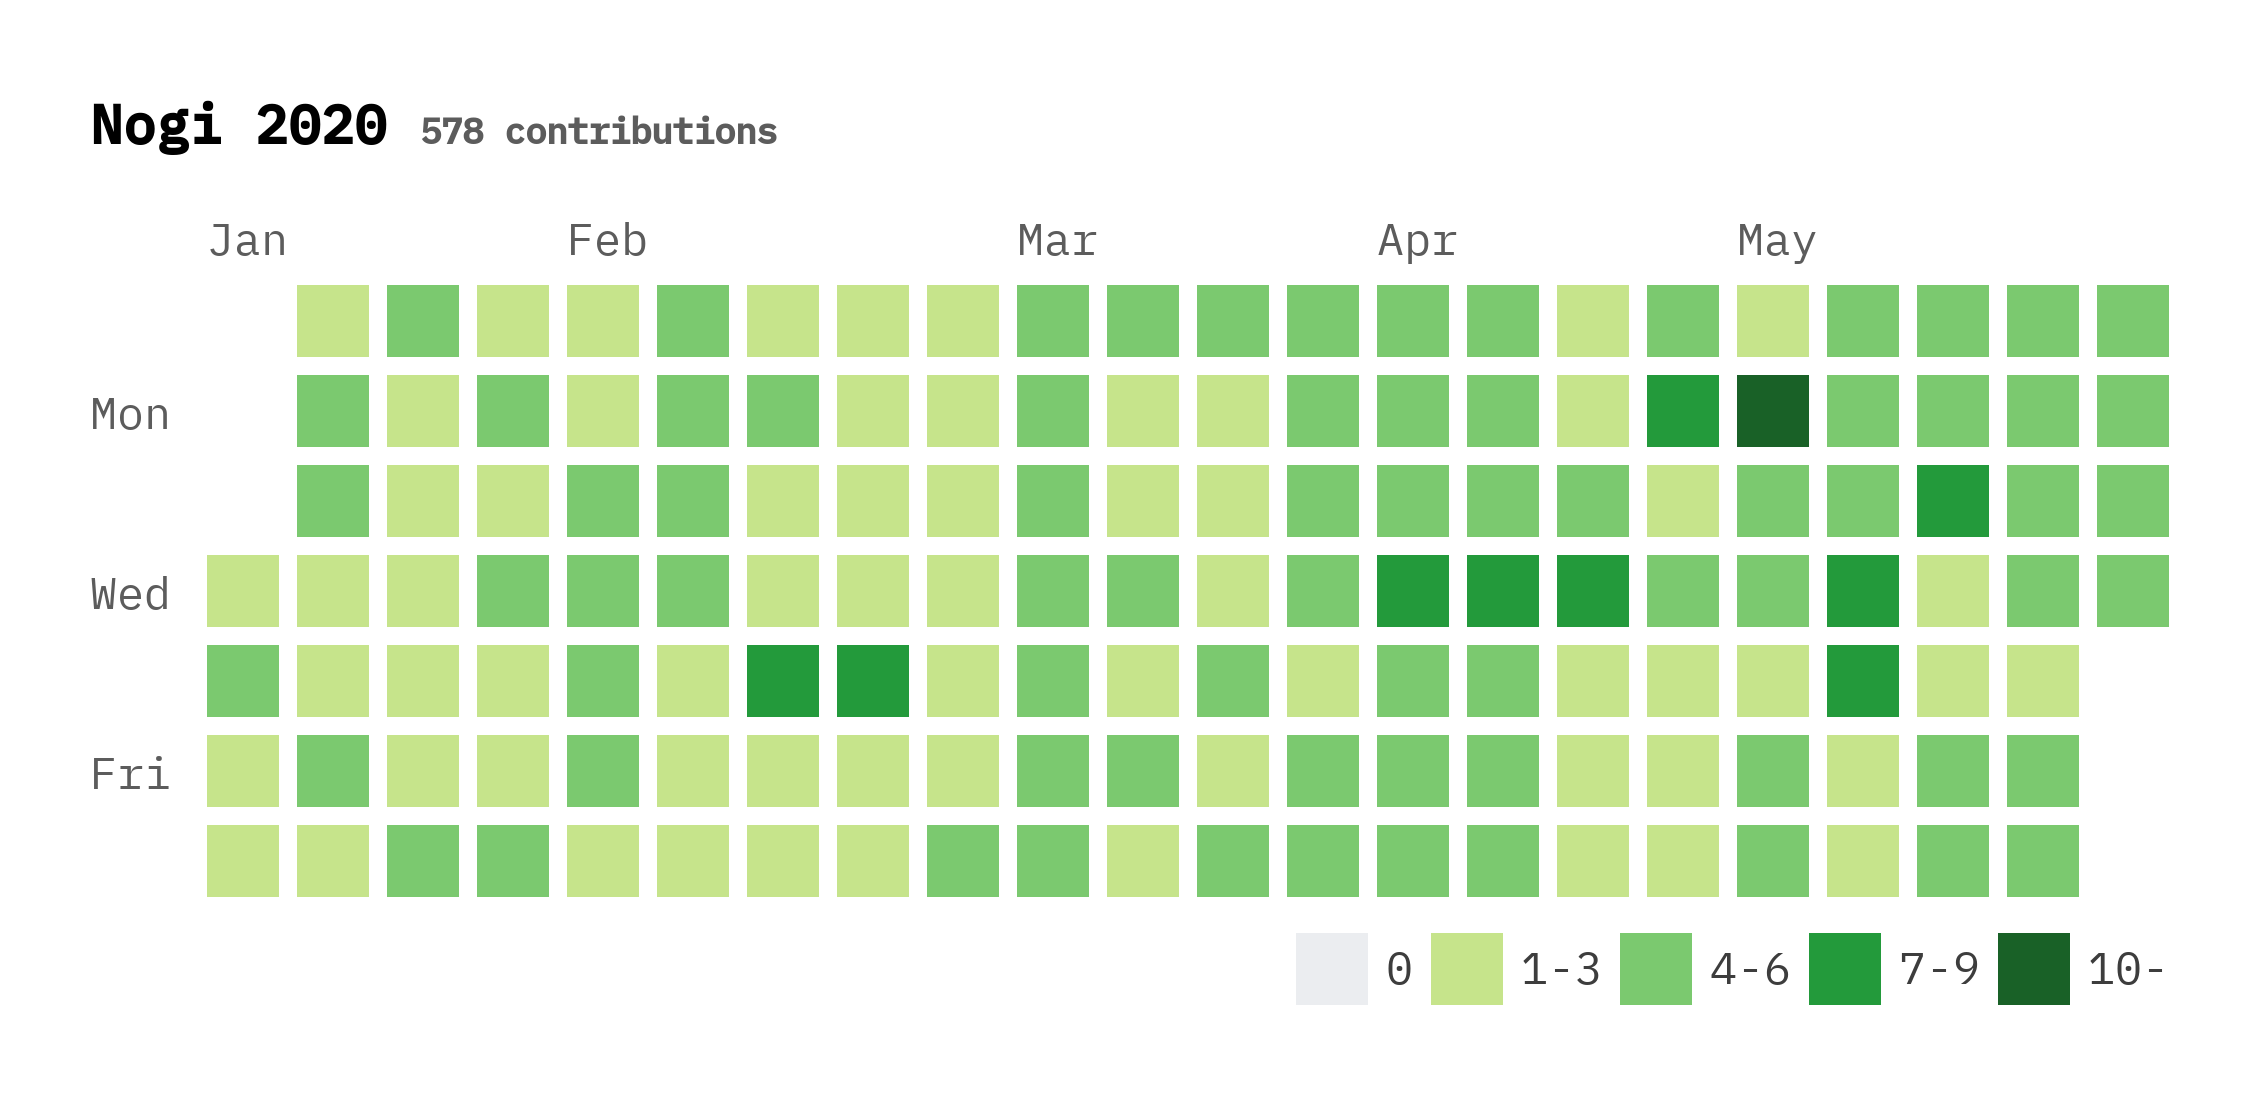 Nogi 2020 578 contributions
Jan Feb Mar Apr May
Mon
Wed
Fri
0 1-3 4-6 7-9 10-